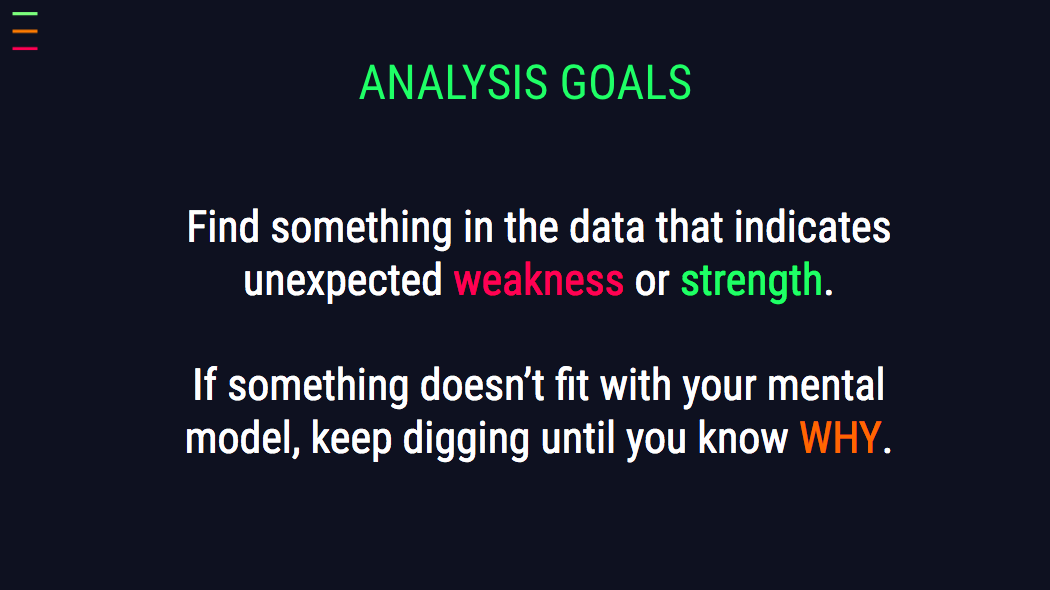 ANALYSIS GOALS
Find something in the data that indicates
unexpected weakness or strength.
If something doesn’t fit with your mental
model, keep digging until you know WHY.